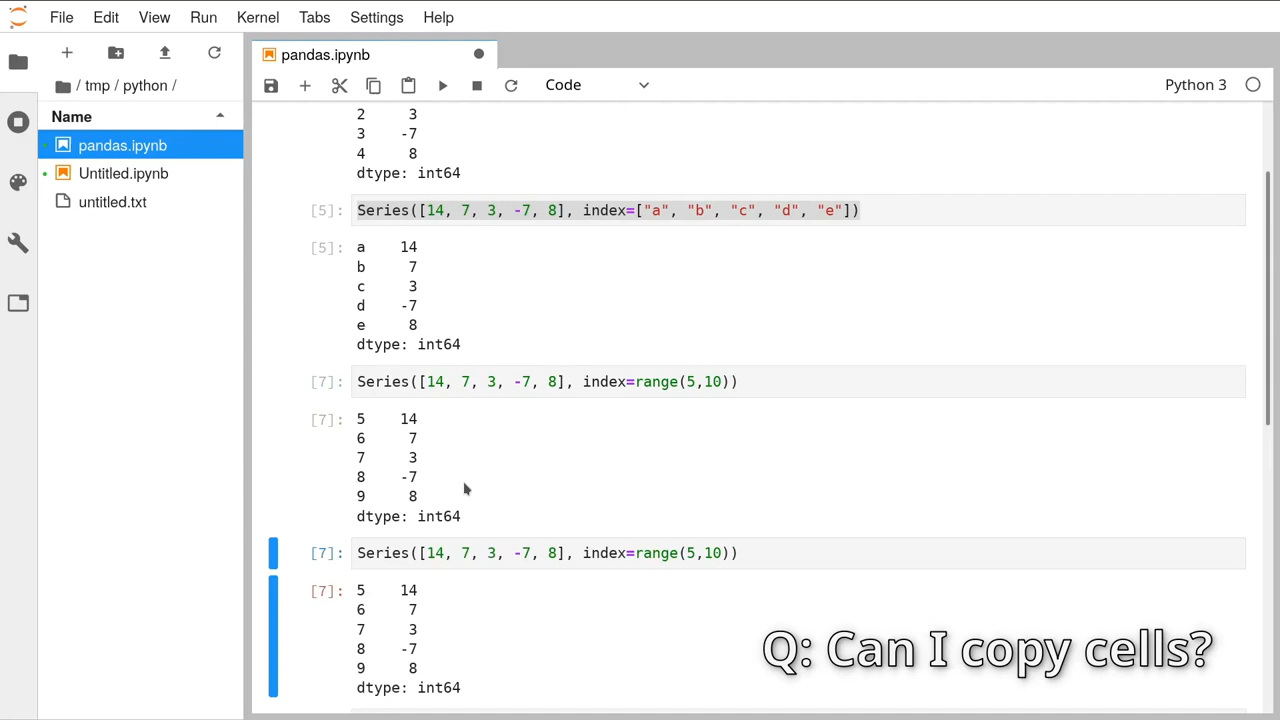 File Edit View Run Kernel Tabs Settings Help
pandas.ipynb
/ tmp / python /
Code
Python 3
Name
pandas.ipynb
Untitled.ipynb
untitled.txt
2 3
3 -7
4 8
dtype: int64
[5]: Series([14, 7, 3, -7, 8], index=["a", "b", "c", "d", "e"])
[5]: a 14
b 7
c 3
d -7
e 8
dtype: int64
[7]: Series([14, 7, 3, -7, 8], index=range(5,10))
[7]: 5 14
6 7
7 3
8 -7
9 8
dtype: int64
[7]: Series([14, 7, 3, -7, 8], index=range(5,10))
[7]: 5 14
6 7
7 3
8 -7
9 8
dtype: int64
Q: Can I copy cells?